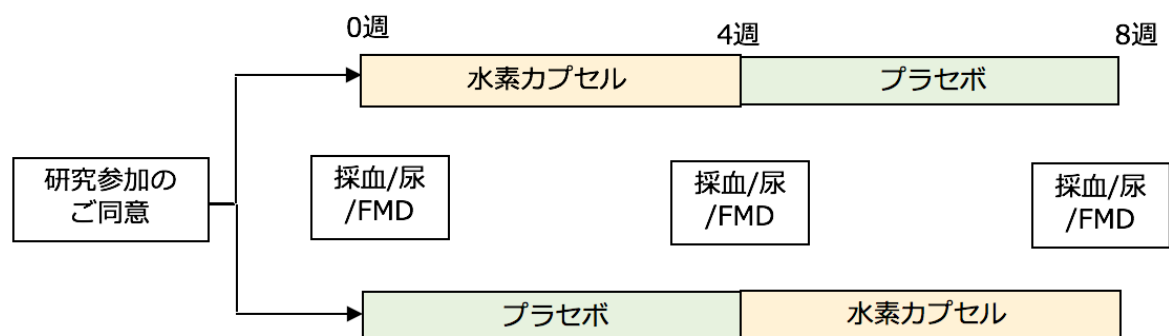 0週
4週
8週
水素カプセル
プラセボ
研究参加の
ご同意
採血/尿
/FMD
採血/尿
/FMD
採血/尿
/FMD
プラセボ
水素カプセル